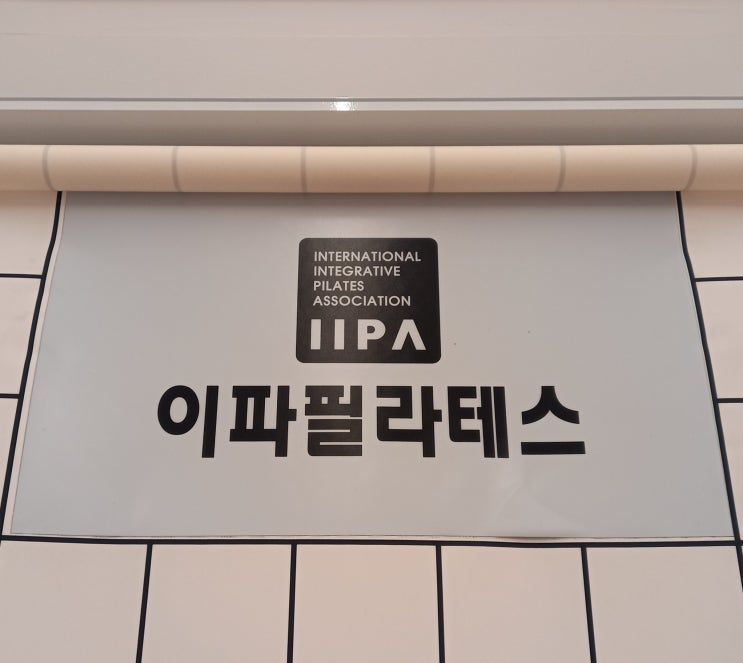 INTERNATIONAL
INTEGRATIVE
PILATES
ASSOCIATION
IIPA
이파필라테스